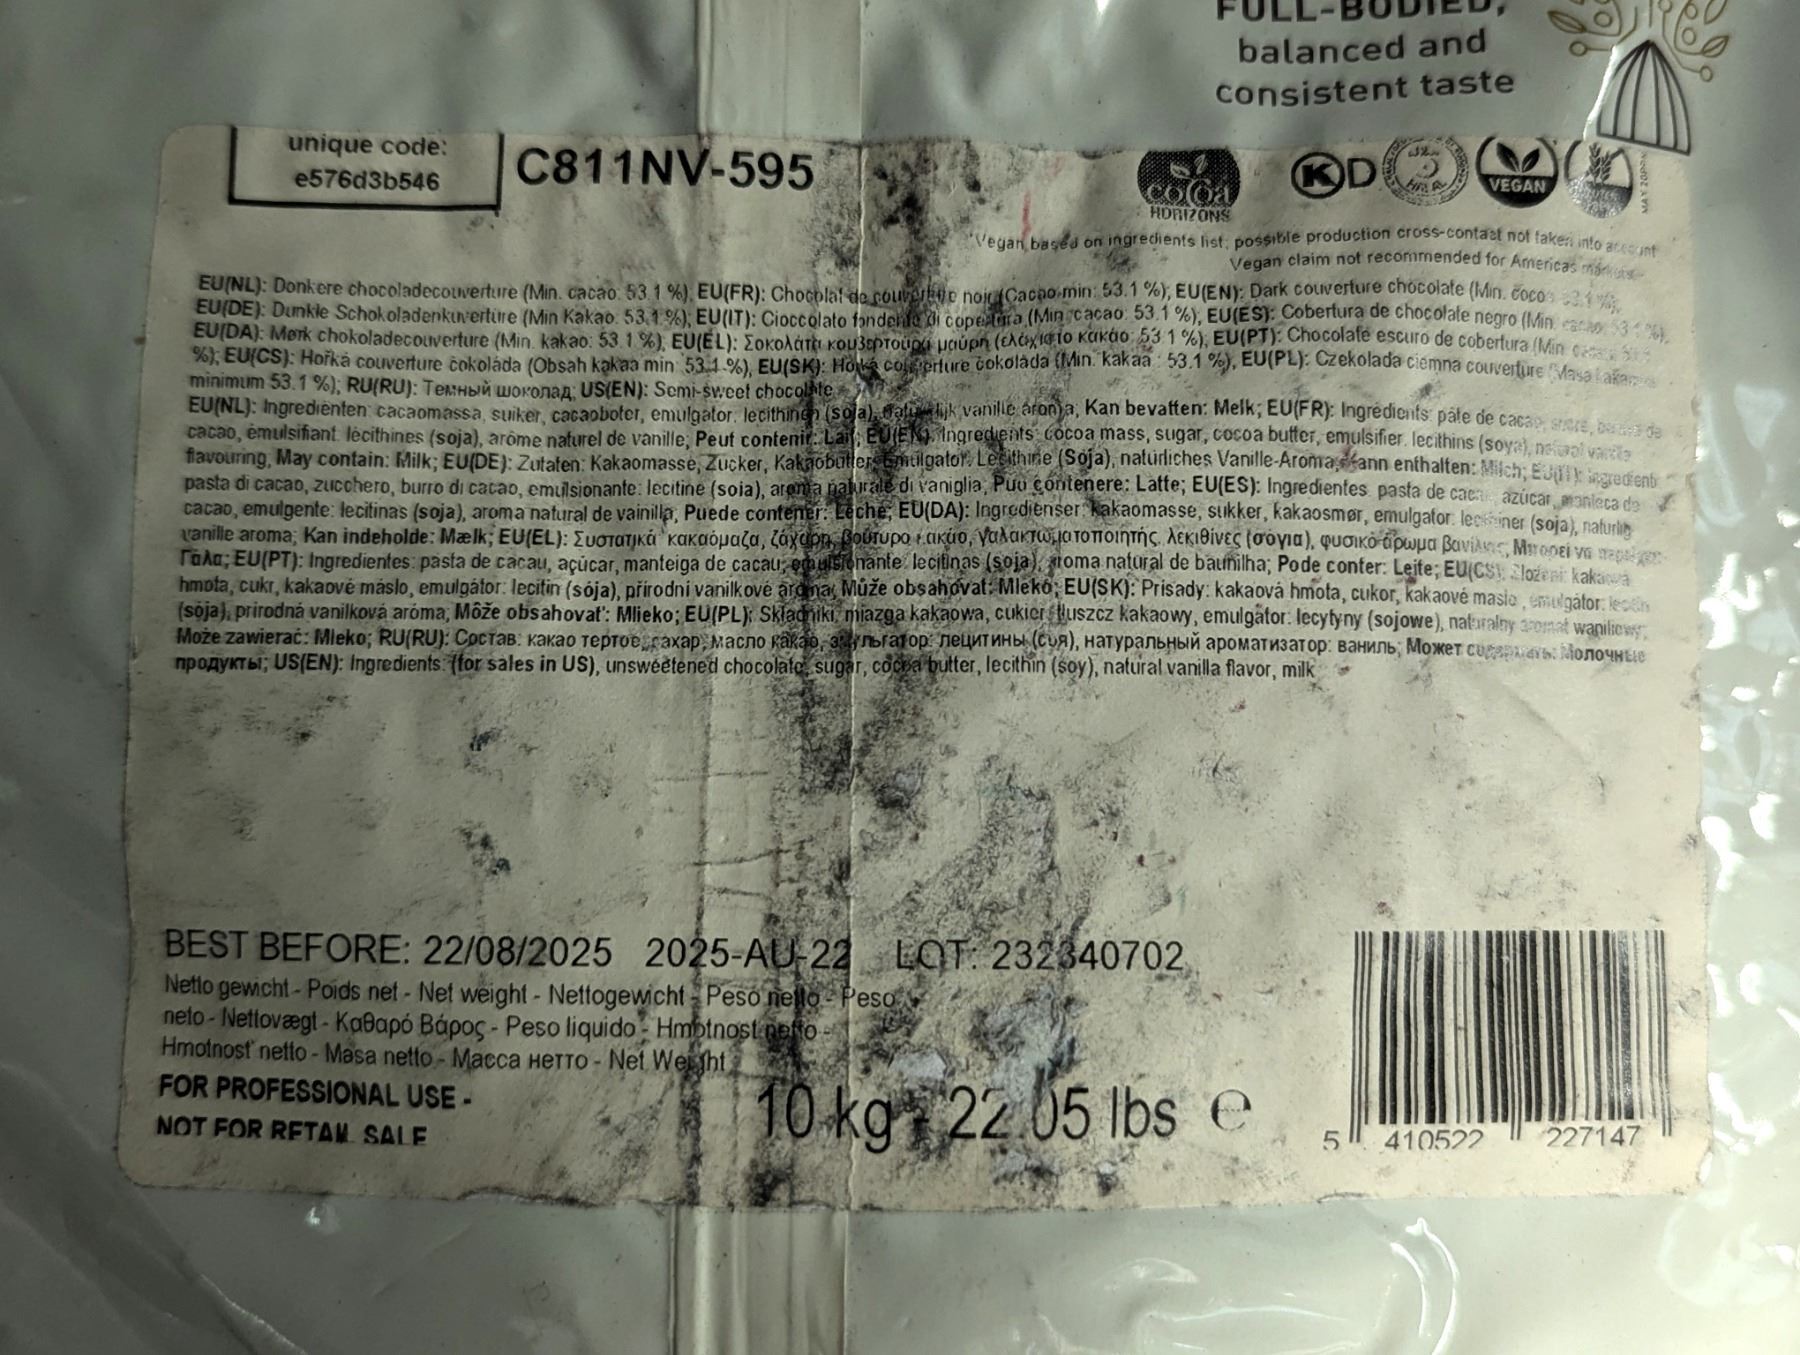 FULL-BODIED,
balanced and
consistent taste
unique code:
e576d3b546
C811NV-595
cocoa
HORIZONS
K D
VEGAN
*Vegan based on ingredients list; possible production cross-contact not taken into account
Vegan claim not recommended for Americas
EU(NL): Donkere chocoladecouverture (Min. cacao: 53.1 %); EU(FR): Chocolat de couverture noir (Cacao min: 53.1 %); EU(EN): Dark couverture chocolate (Min. cocoa: 53.1 %);
EU(DE): Dunkle Schokoladenkuvertüre (Min Kakao: 53.1 %); EU(IT): Cioccolato fondente di copertura (Min cacao: 53.1 %); EU(ES): Cobertura de chocolate negro (Min. cacao: 53.1 %);
EU(DA): Mørk chokoladecouverture (Min. kakao: 53.1 %); EU(EL): Σοκολάτα κουβερτούρα μαύρη (ελάχιστο κακάο: 53.1 %); EU(PT): Chocolate escuro de cobertura (Min
%); EU(CS): Hořká couverture čokoláda (Obsah kakaa min: 53.1 %); EU(SK): Horká couverture čokoláda (Min. kakaa : 53.1 %); EU(PL): Czekolada ciemna couverture
minimum 53.1 %); RU(RU): Темный шоколад; US(EN): Semi-sweet chocolate
EU(NL): Ingrediënten: cacaomassa, suiker, cacaoboter, emulgator: lecithinen (soja), natuurlijk vanille aroma; Kan bevatten: Melk; EU(FR): Ingrédients: pâte de cacao, sucre, beurre de
cacao, émulsifiant: lécithines (soja), arôme naturel de vanille; Peut contenir: Lait; EU(EN): Ingredients: cocoa mass, sugar, cocoa butter, emulsifier: lecithins (soya), natural vanilla
flavouring, May contain: Milk; EU(DE): Zutaten: Kakaomasse, Zucker, Kakaobutter, Emulgator: Lecithine (Soja), natürliches Vanille-Aroma; Kann enthalten: Milch; EU(IT): Ingredienti:
pasta di cacao, zucchero, burro di cacao, emulsionante: lecitine (soia), aroma naturale di vaniglia, Può contenere: Latte; EU(ES): Ingredientes: pasta de cacao, azúcar, manteca de
cacao, emulgente: lecitinas (soja), aroma natural de vainilla, Puede contener: Leche; EU(DA): Ingredienser: kakaomasse, sukker, kakaosmør, emulgator: lecithiner (soja), naturlig
vanille aroma; Kan indeholde: Mælk; EU(EL): Συστατικά: κακαόμαζα, ζάχαρη, βούτυρο κακάο, γαλακτωματοποιητής: λεκιθίνες (σόγια), φυσικό άρωμα βανίλιας; Μπορεί να περιέχει:
Γάλα; EU(PT): Ingredientes: pasta de cacau, açúcar, manteiga de cacau, emulsionante: lecitinas (soja), aroma natural de baunilha; Pode conter: Leite; EU(CS): Složení: kakaová
hmota, cukr, kakaové máslo, emulgátor: lecitin (sója), přírodní vanilkové aroma; Může obsahovat: Mléko; EU(SK): Prísady: kakaová hmota, cukor, kakaové maslo , emulgátor: lecitín
(sója), prírodná vanilková aróma; Môže obsahovať: Mlieko; EU(PL): Składniki: miazga kakaowa, cukier, tłuszcz kakaowy, emulgator: lecytyny (sojowe), naturalny aromat waniliowy;
Może zawierać: Mleko; RU(RU): Состав: какао тертое, сахар, масло какао, эмульгатор: лецитины (соя), натуральный ароматизатор: ваниль; Может содержать: Молочные
продукты; US(EN): Ingredients: (for sales in US), unsweetened chocolate, sugar, cocoa butter, lecithin (soy), natural vanilla flavor, milk
BEST BEFORE: 22/08/2025 2025-AU-22 LOT: 232340702
Netto gewicht - Poids net - Net weight - Nettogewicht - Peso netto - Peso
neto - Nettovægt - Καθαρό Βάρος - Peso líquido - Hmotnost netto -
Hmotnosť netto - Masa netto - Масса нетто - Net Weight
FOR PROFESSIONAL USE -
NOT FOR RETAIL SALE
10 kg - 22.05 lbs e
5 410522 227147